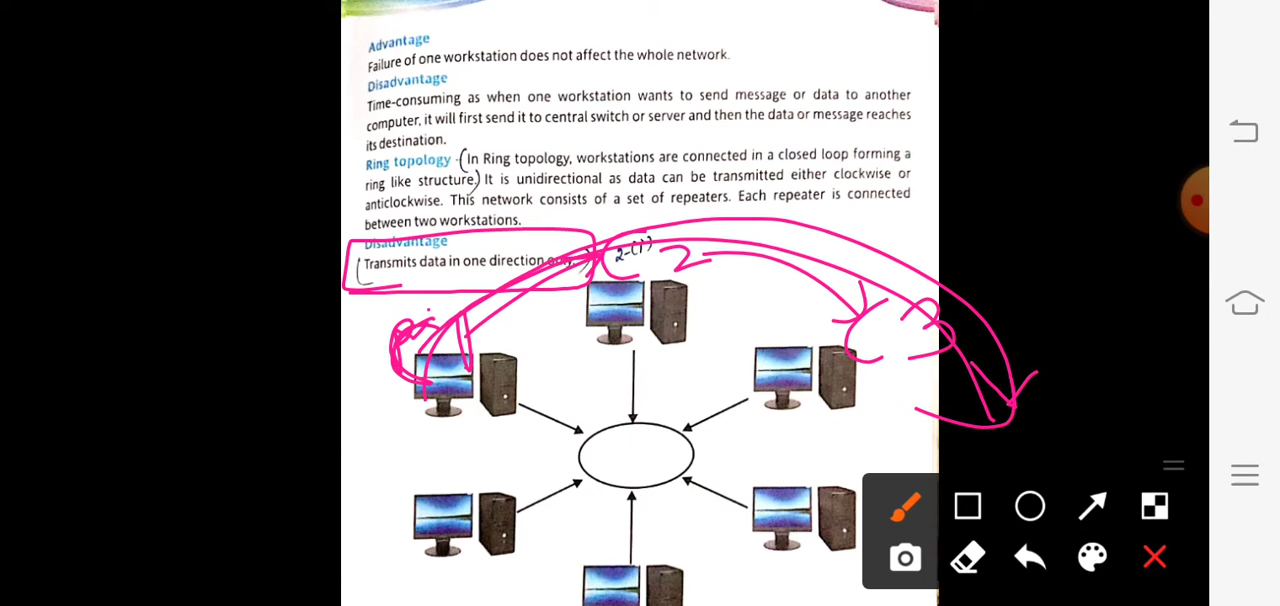 Advantage
Failure of one workstation does not affect the whole network.
Disadvantage
Time-consuming as when one workstation wants to send message or data to another
computer, it will first send it to central switch or server and then the data or message reaches
its destination.
Ring topology (In Ring topology, workstations are connected in a closed loop forming a
ring like structure.) It is unidirectional as data can be transmitted either clockwise or
anticlockwise. This network consists of a set of repeaters. Each repeater is connected
between two workstations.
Disadvantage
(Transmits data in one direction only.)
2-(1)
2